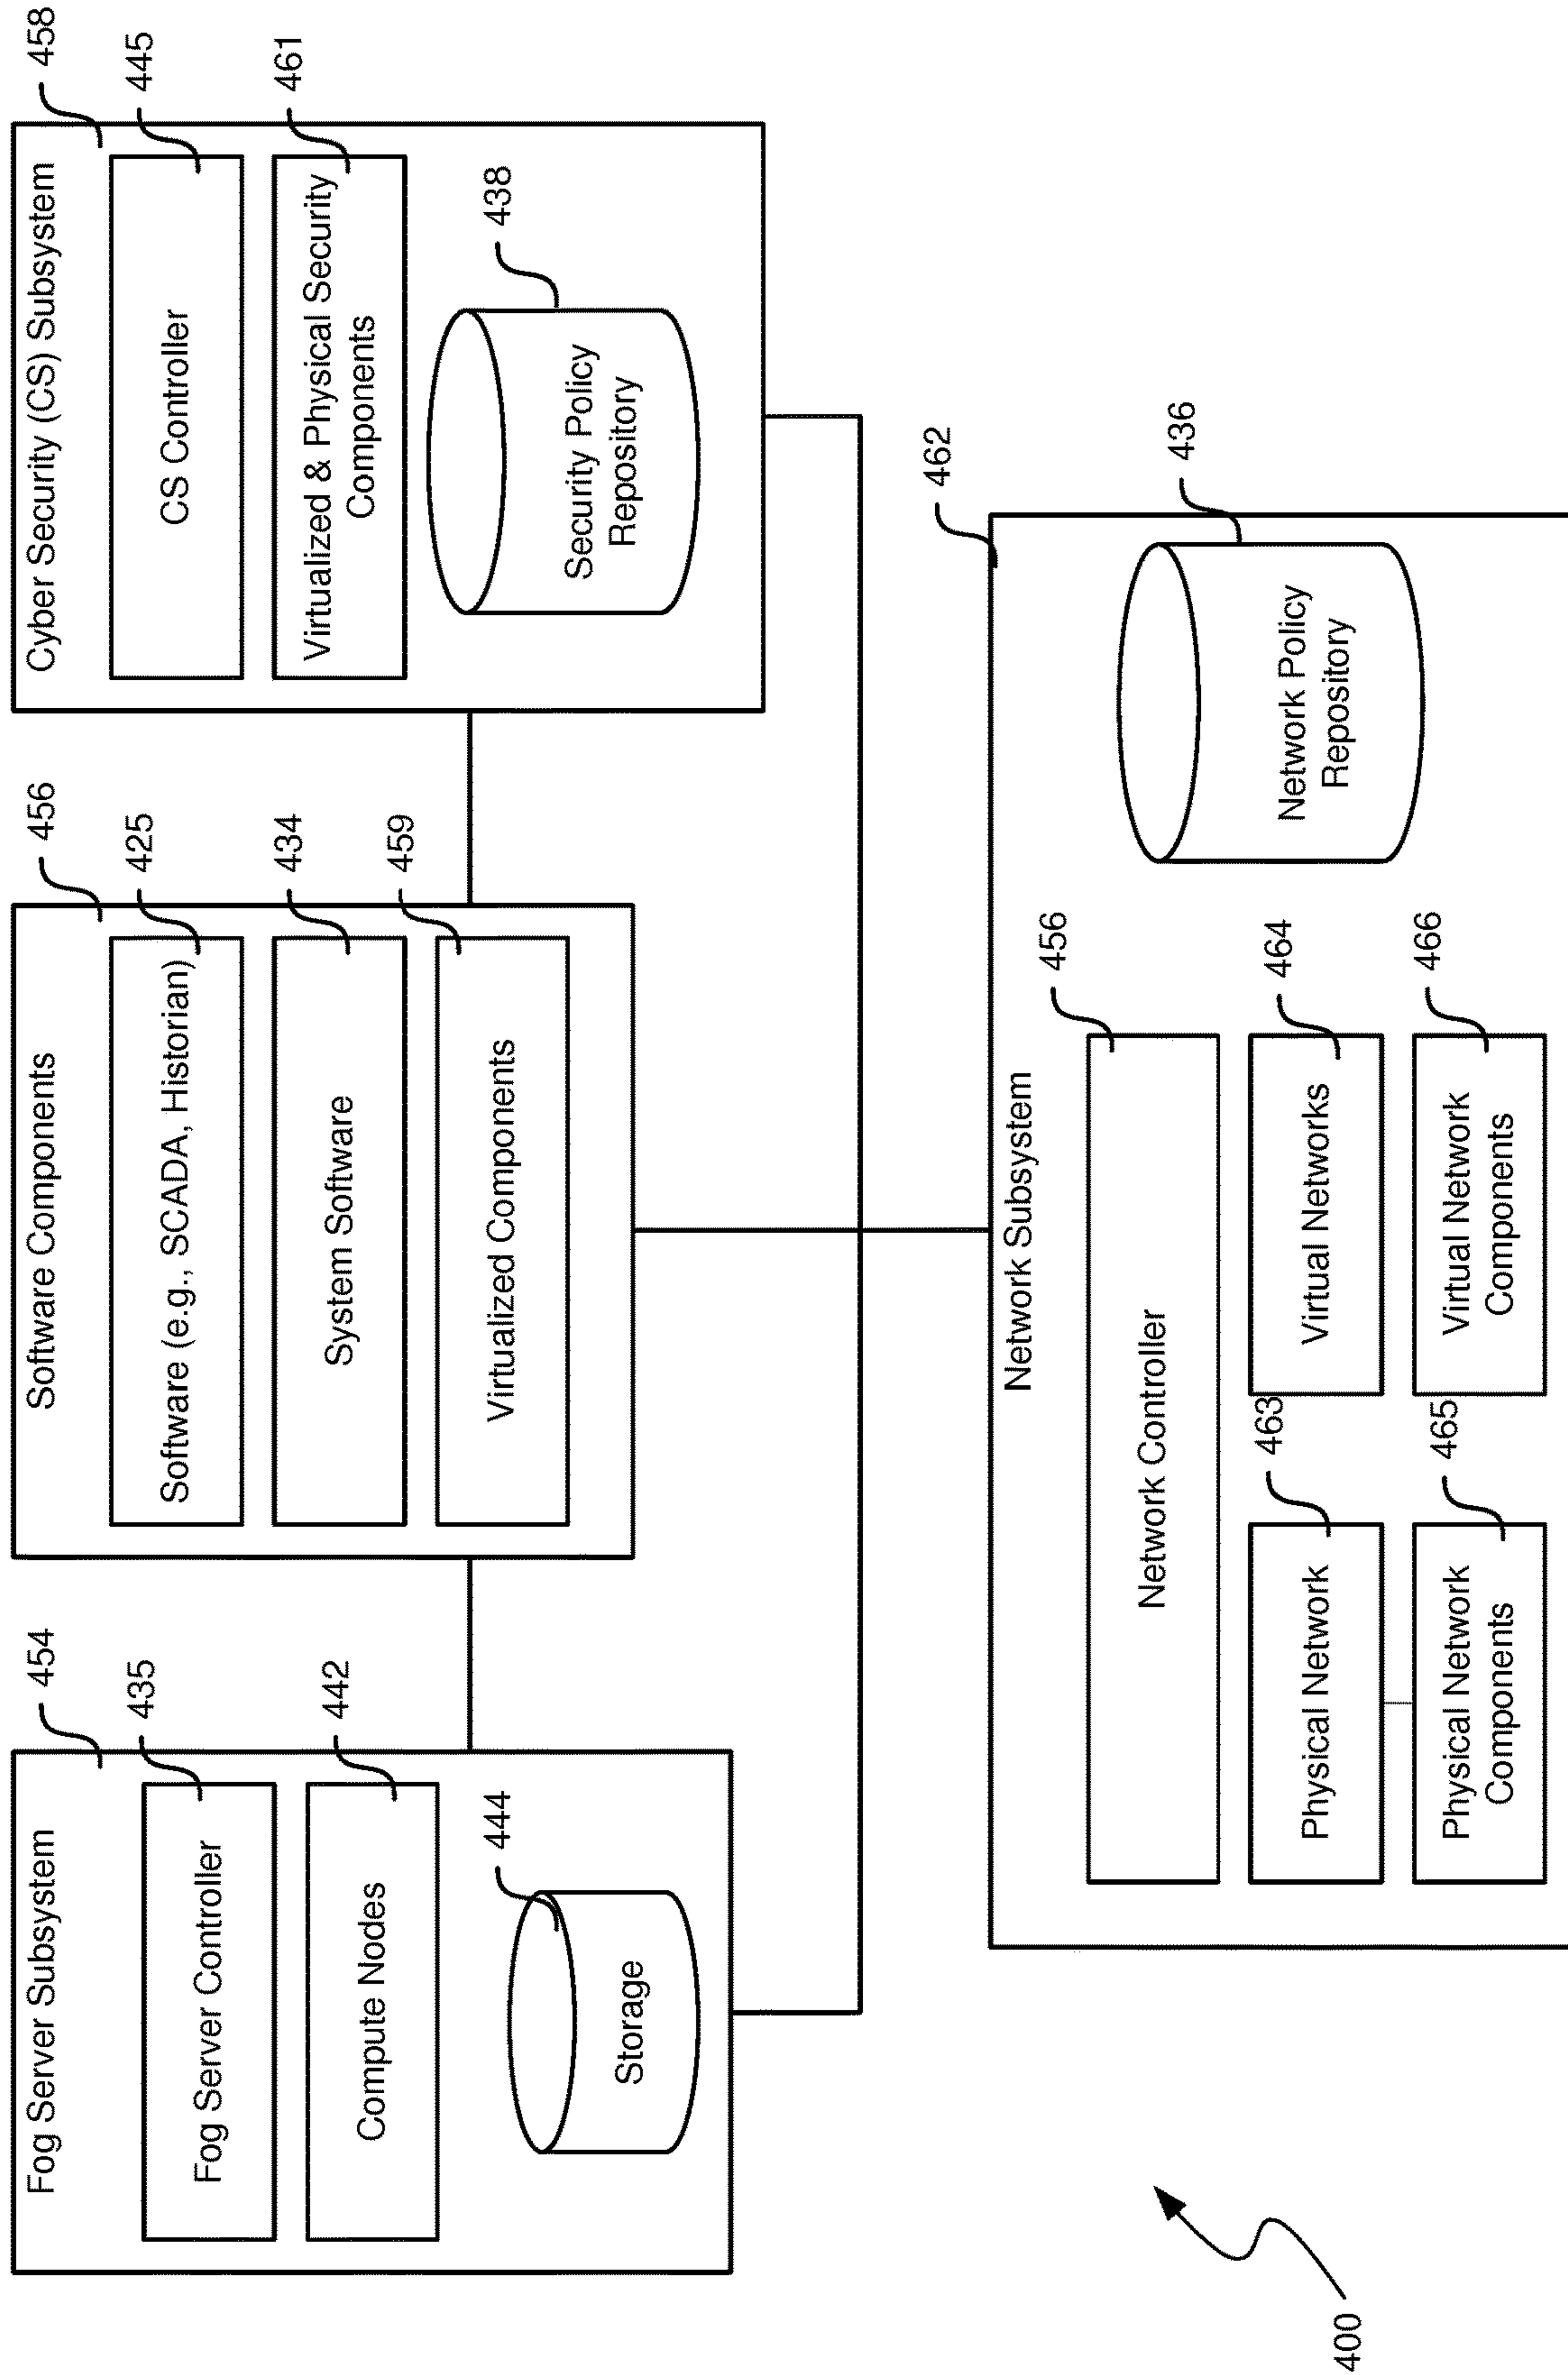 Fog Server Subsystem
454
Fog Server Controller
435
Compute Nodes
442
Storage
444
Software Components
456
Software (e.g., SCADA, Historian)
425
System Software
434
Virtualized Components
459
Cyber Security (CS) Subsystem
458
CS Controller
445
Virtualized & Physical Security
Components
461
Security Policy
Repository
438
Network Subsystem
462
Network Controller
456
Physical Network
463
Virtual Networks
464
Physical Network
Components
465
Virtual Network
Components
466
Network Policy
Repository
436
400